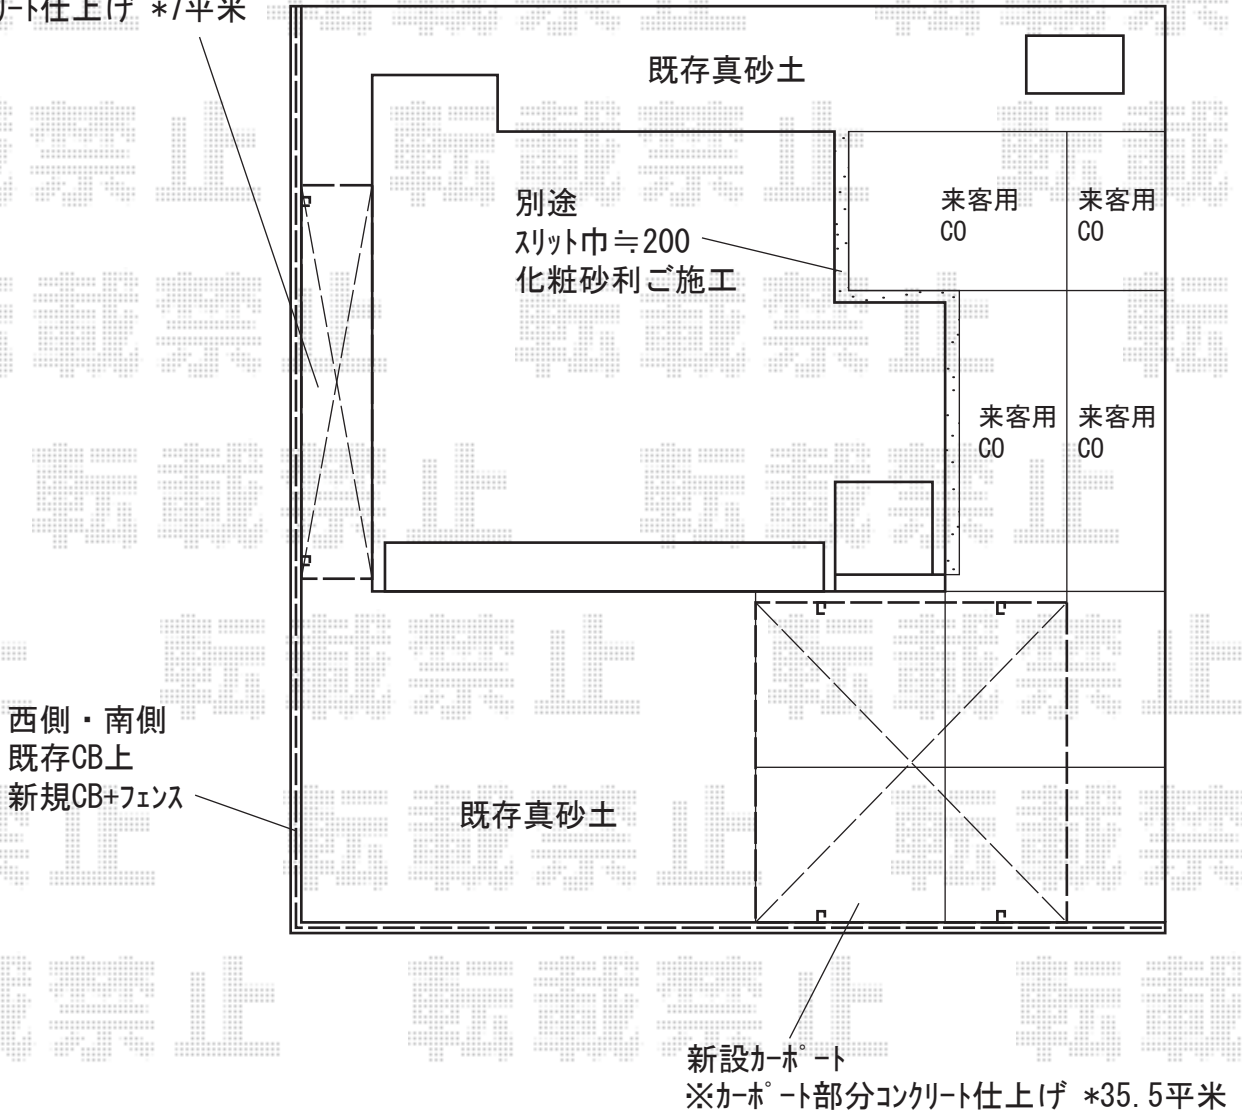 ﾘｰﾄ仕上げ *7平米
既存真砂土
別途
ｽﾘｯﾄ巾≒200
化粧砂利ご施工
来客用
CO
来客用
CO
来客用
CO
来客用
CO
西側・南側
既存CB上
新規CB+ﾌｪﾝｽ
既存真砂土
新設ｶｰﾎﾟｰﾄ
※ｶｰﾎﾟｰﾄ部分ｺﾝｸﾘｰﾄ仕上げ *35.5平米
転載禁止